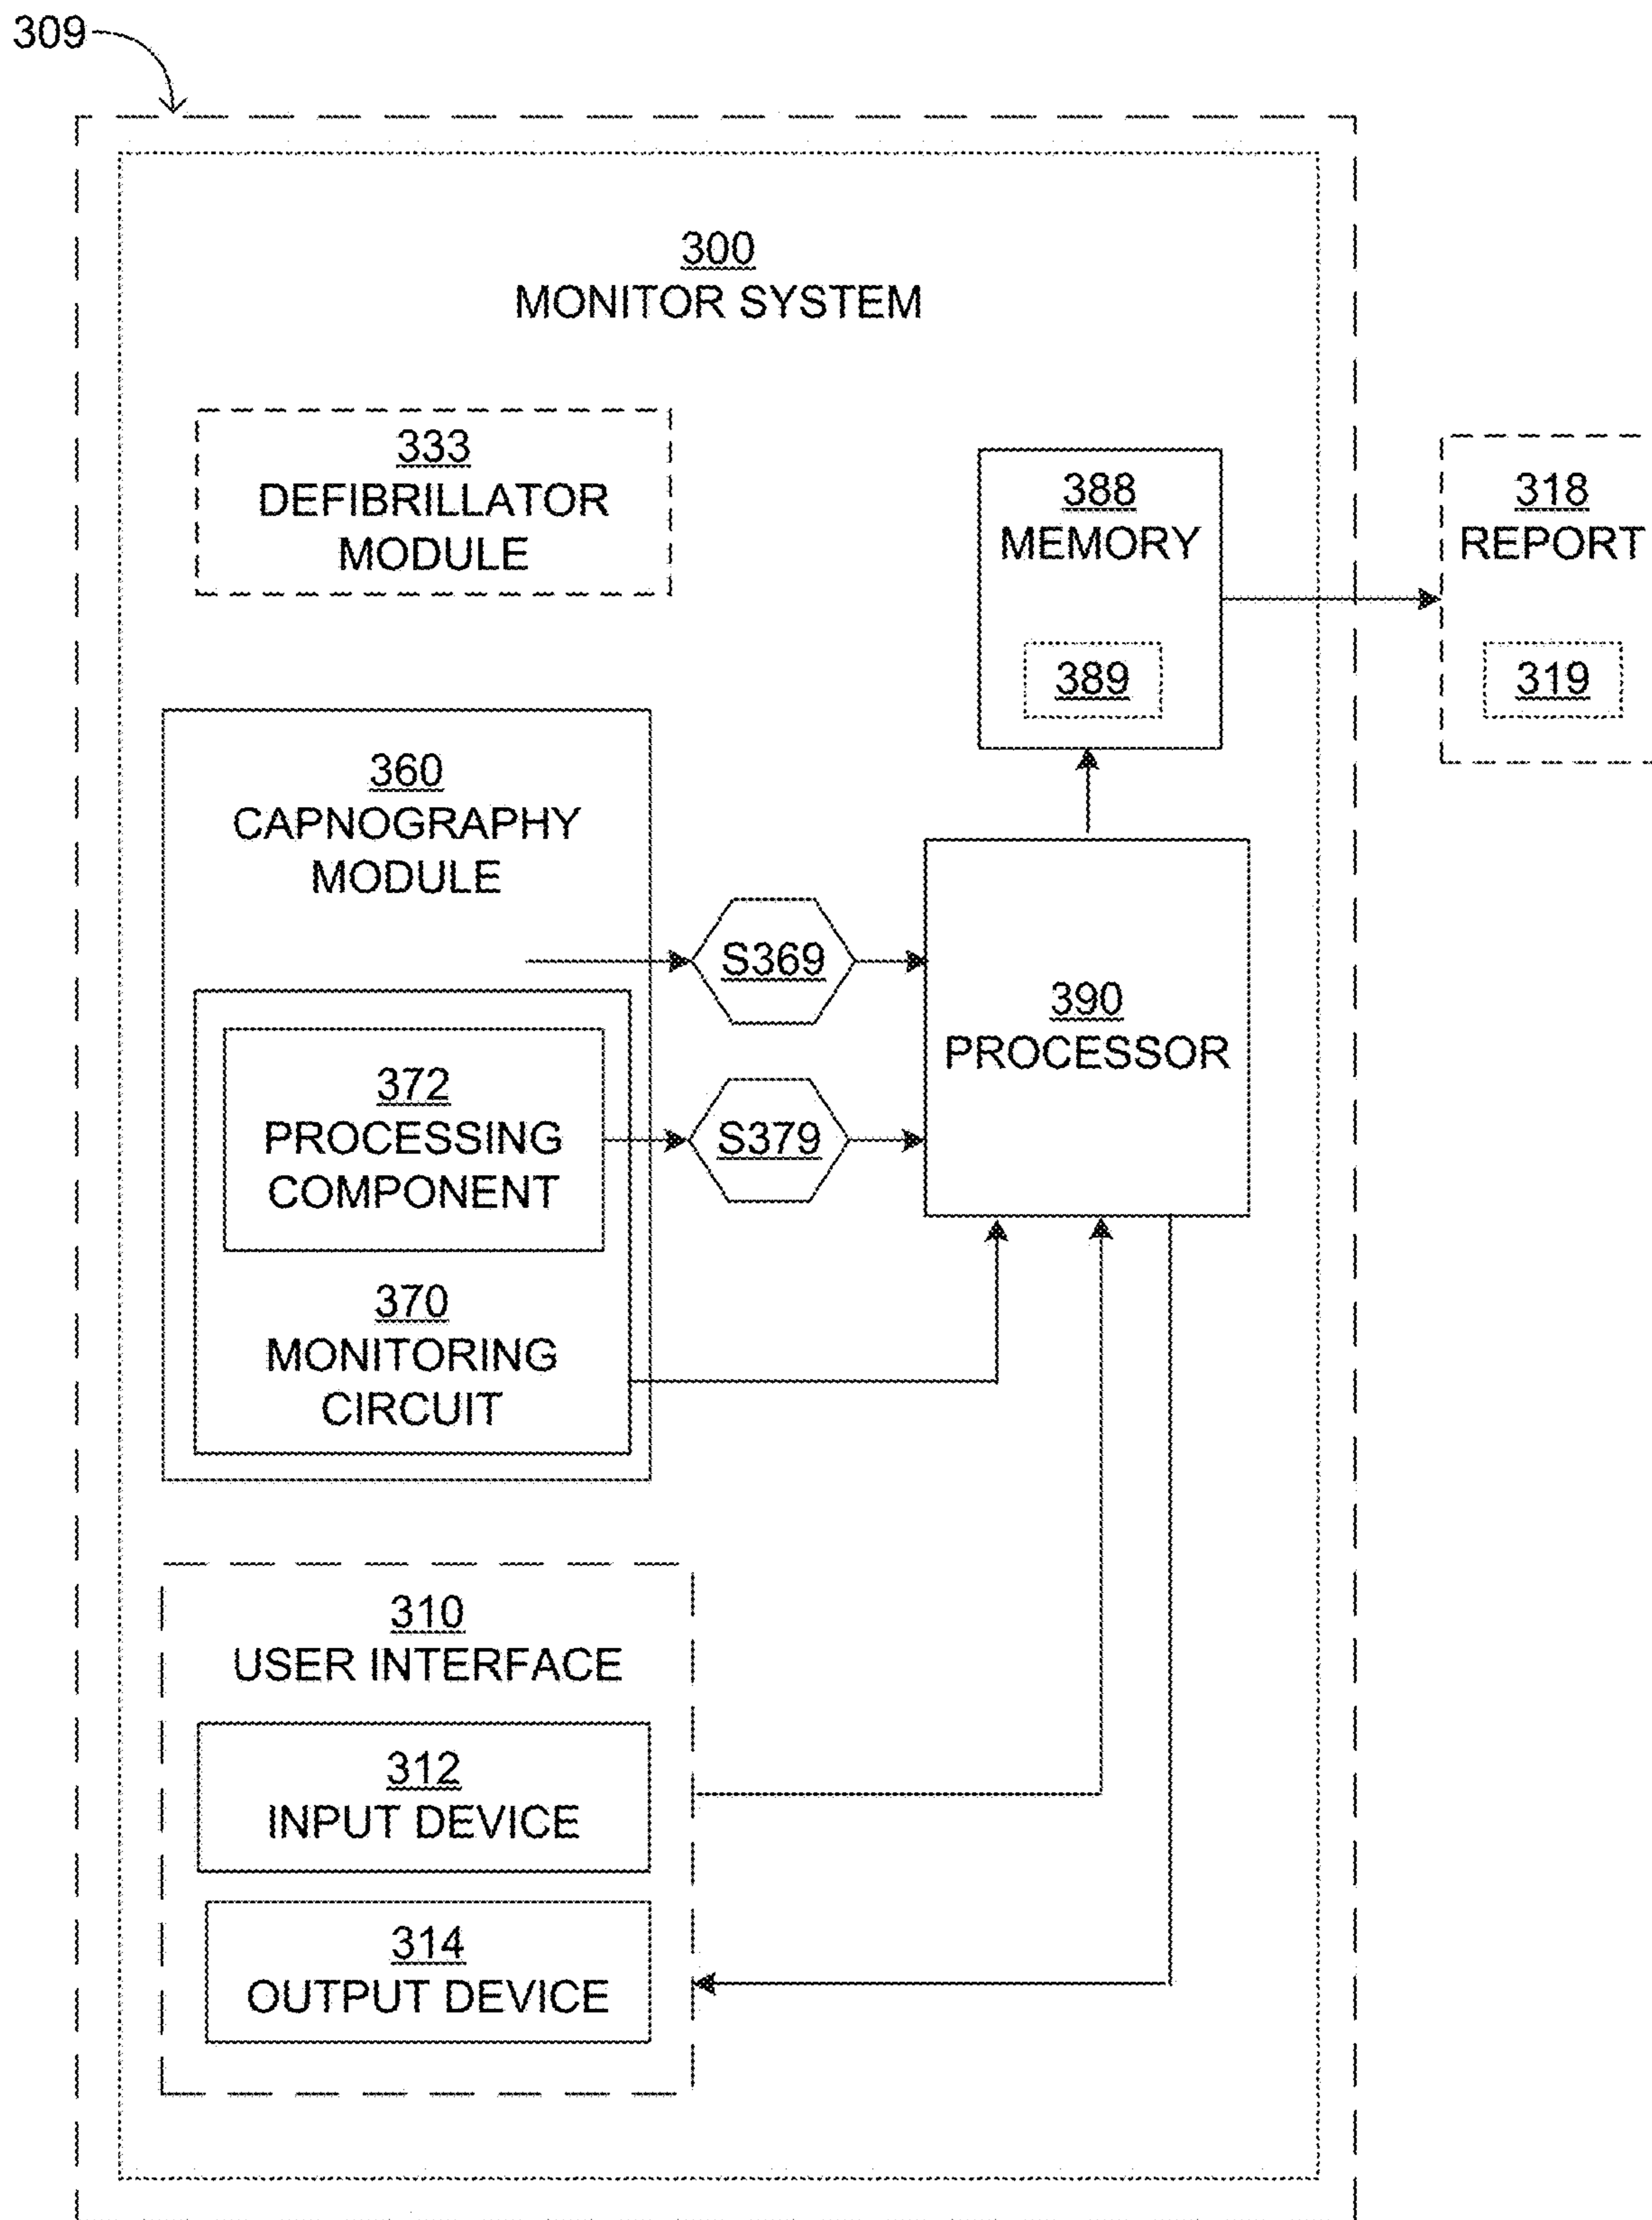 309
300
MONITOR SYSTEM
333
DEFIBRILLATOR
MODULE
388
MEMORY
389
318
REPORT
319
360
CAPNOGRAPHY
MODULE
S369
390
PROCESSOR
372
PROCESSING
COMPONENT
S379
370
MONITORING
CIRCUIT
310
USER INTERFACE
312
INPUT DEVICE
314
OUTPUT DEVICE